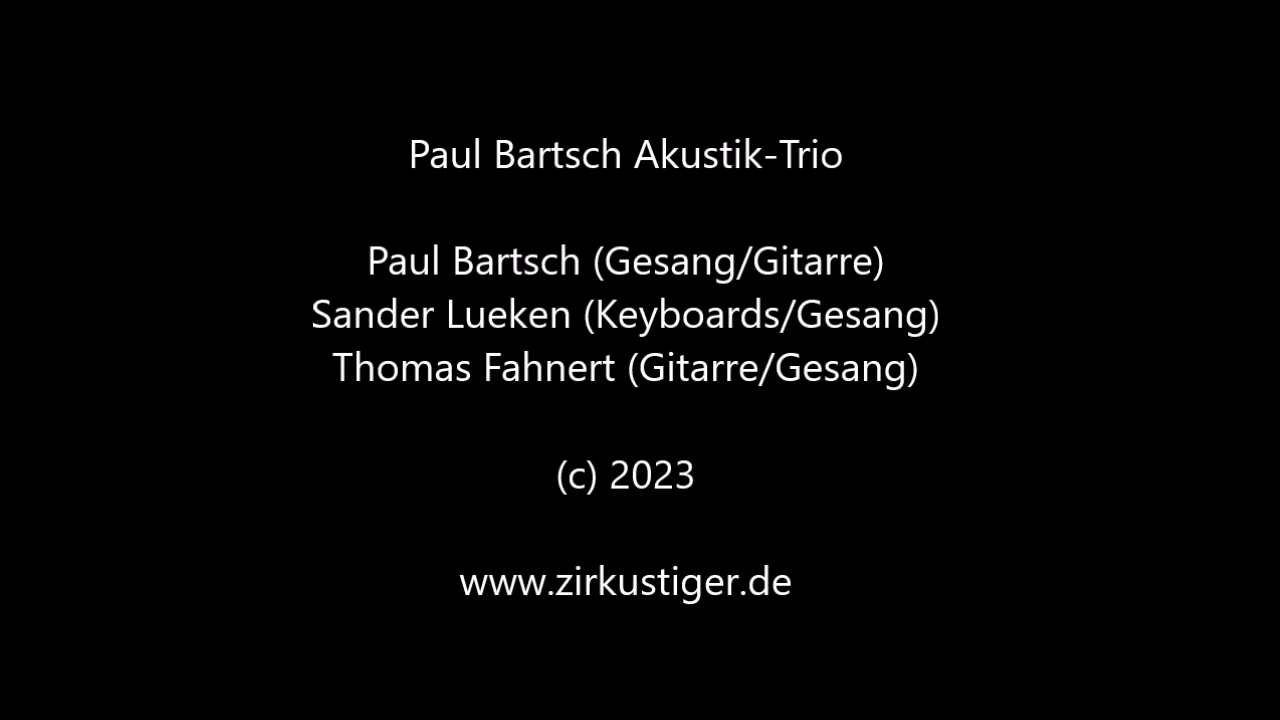 Paul Bartsch Akustik-Trio
Paul Bartsch (Gesang/Gitarre)
Sander Lueken (Keyboards/Gesang)
Thomas Fahnert (Gitarre/Gesang)
(c) 2023
www.zirkustiger.de